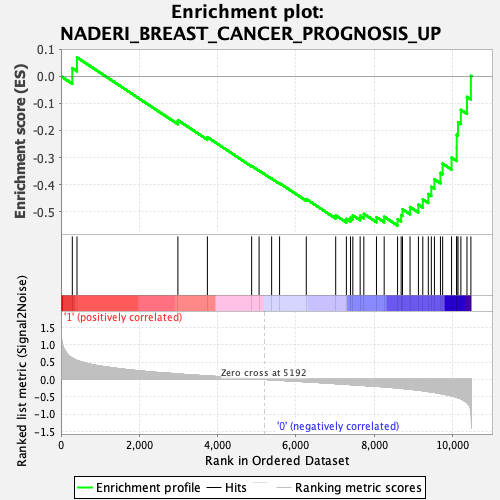 Enrichment plot:
NADERI_BREAST_CANCER_PROGNOSIS_UP
Enrichment score (ES)
0.1
0.0
-0.1
-0.2
-0.3
-0.4
-0.5
'1' (positively correlated)
Ranked list metric (Signal2Noise)
1.5
1.0
0.5
0.0
-0.5
-1.0
-1.5
Zero cross at 5192
'0' (negatively correlated)
0 2,000 4,000 6,000 8,000 10,000
Rank in Ordered Dataset
Enrichment profile Hits Ranking metric scores